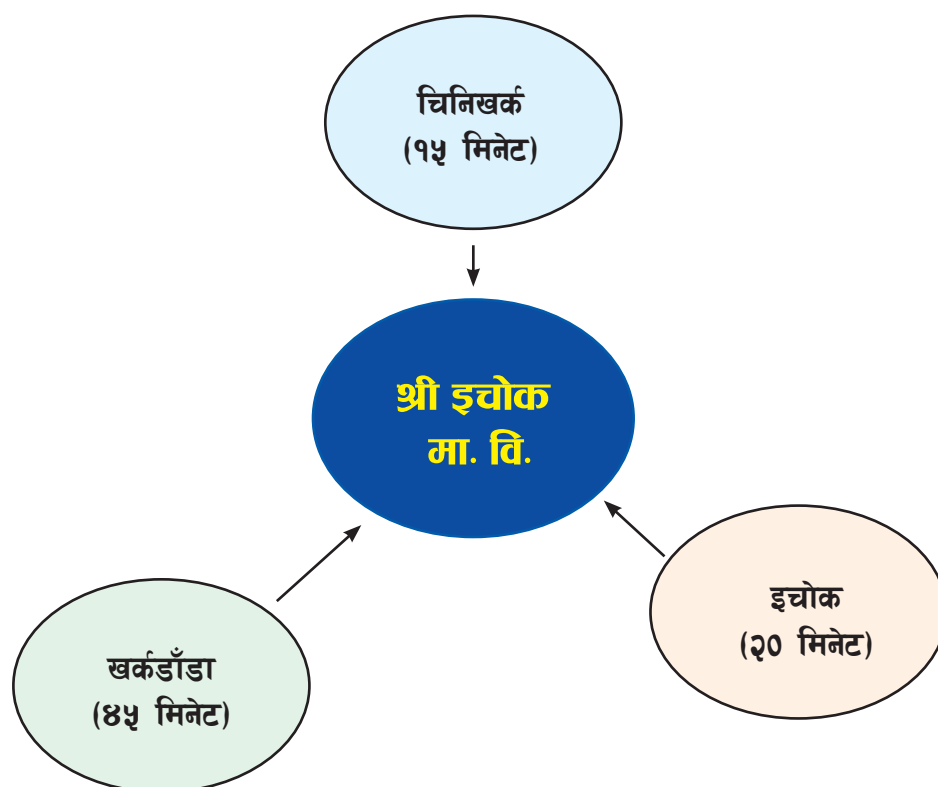 चिनिखर्क
(१५ मिनेट)
श्री इचोक
मा. वि.
इचोक
(२० मिनेट)
खर्कडाँडा
(४५ मिनेट)